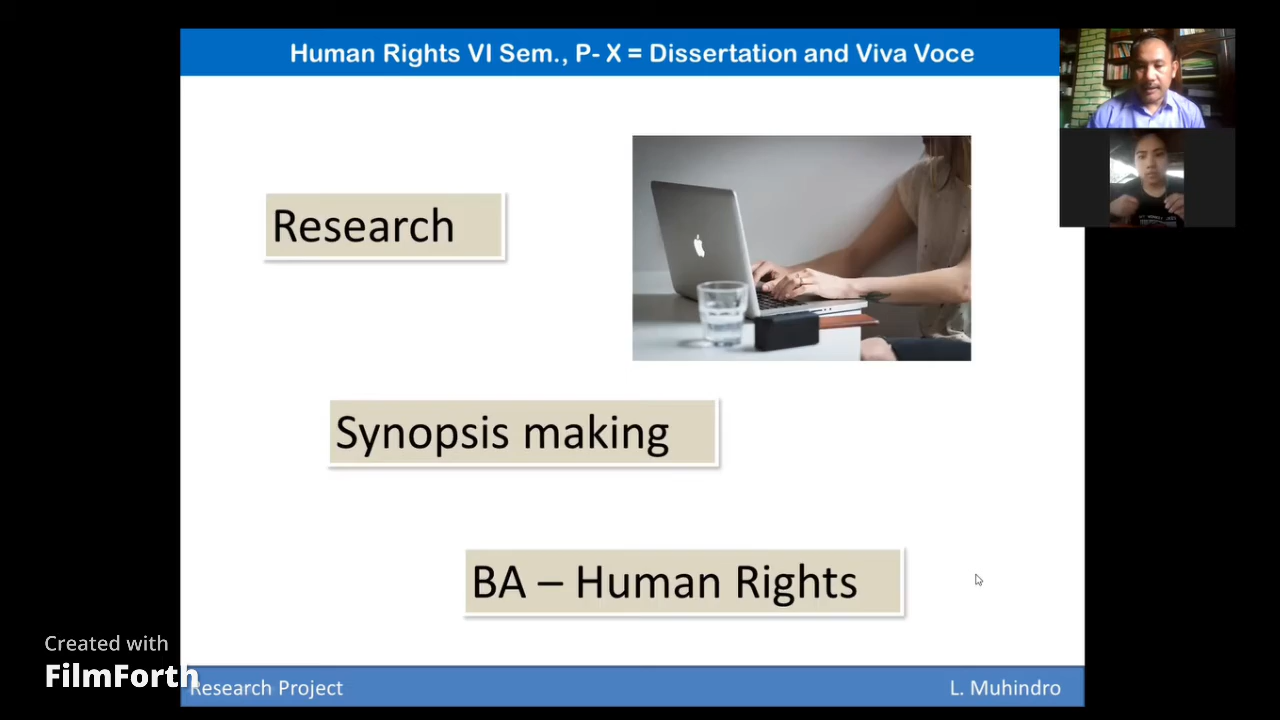 Human Rights VI Sem., P- X = Dissertation and Viva Voce
Research
Synopsis making
BA – Human Rights
Created with
FilmForth
Research Project
L. Muhindro